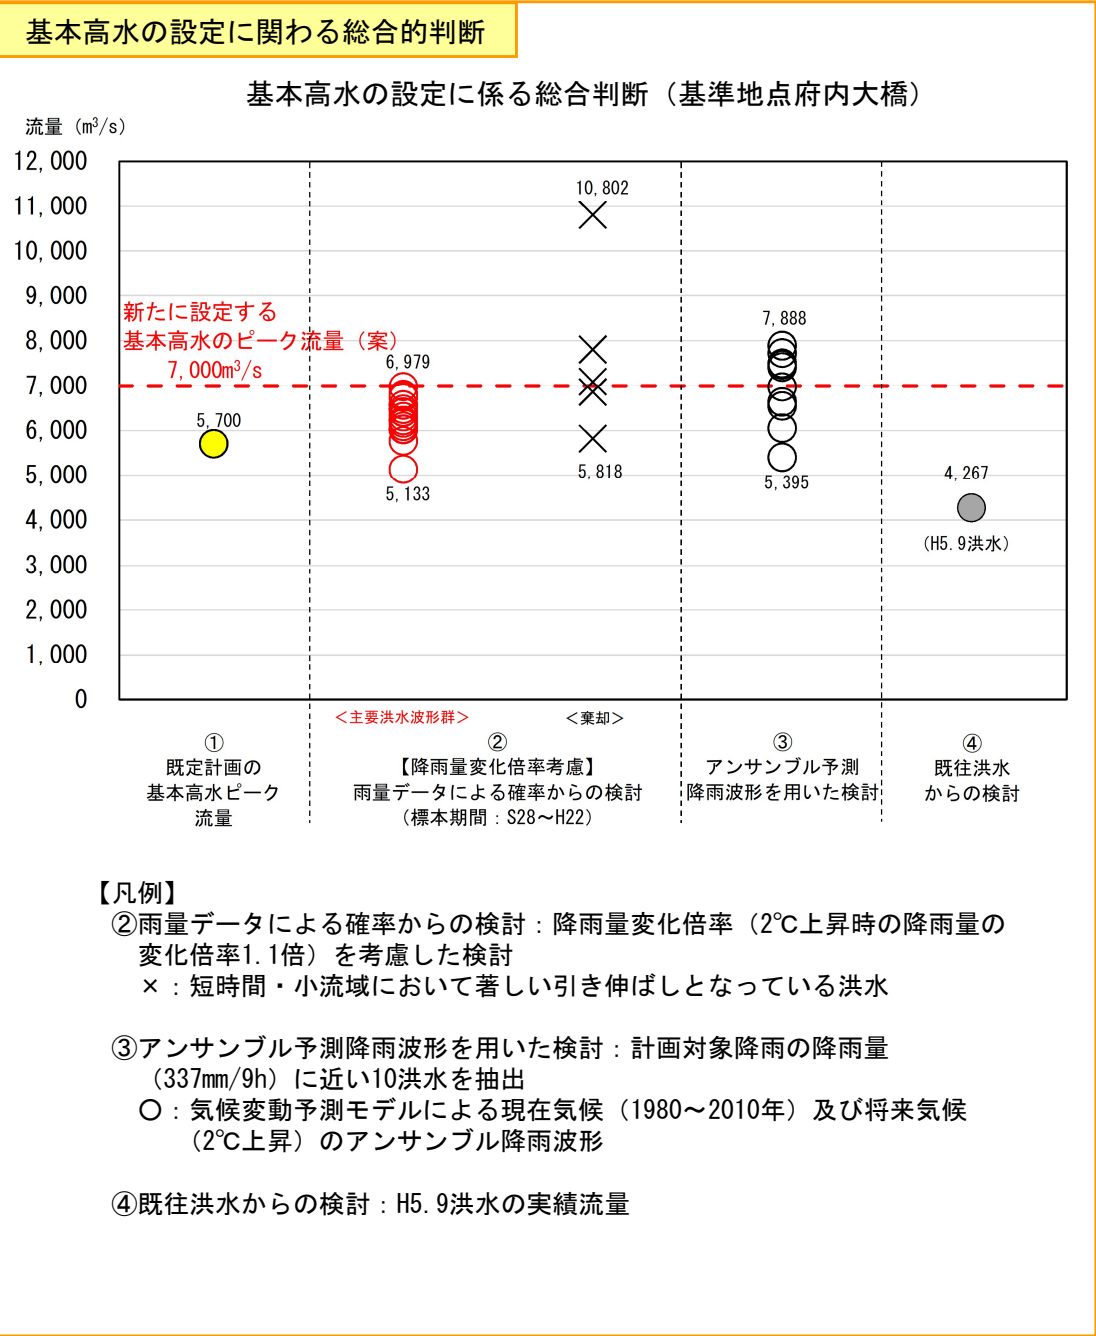 基本高水の設定に関わる総合的判断
基本高水の設定に係る総合判断（基準地点府内大橋）
流量（m³/s）
12,000
11,000
10,000
9,000
8,000
7,000
6,000
5,000
4,000
3,000
2,000
1,000
0
新たに設定する
基本高水のピーク流量（案）
7,000m³/s
5,700
6,979
5,133
10,802
5,818
7,888
5,395
4,267
（H5.9洪水）
＜主要洪水波形群＞
＜棄却＞
①
既定計画の
基本高水ピーク
流量
②
【降雨量変化倍率考慮】
雨量データによる確率からの検討
（標本期間：S28～H22）
③
アンサンブル予測
降雨波形を用いた検討
④
既往洪水
からの検討
【凡例】
②雨量データによる確率からの検討：降雨量変化倍率（2℃上昇時の降雨量の
変化倍率1.1倍）を考慮した検討
×：短時間・小流域において著しい引き伸ばしとなっている洪水
③アンサンブル予測降雨波形を用いた検討：計画対象降雨の降雨量
（337mm/9h）に近い10洪水を抽出
〇：気候変動予測モデルによる現在気候（1980～2010年）及び将来気候
（2℃上昇）のアンサンブル降雨波形
④既往洪水からの検討：H5.9洪水の実績流量